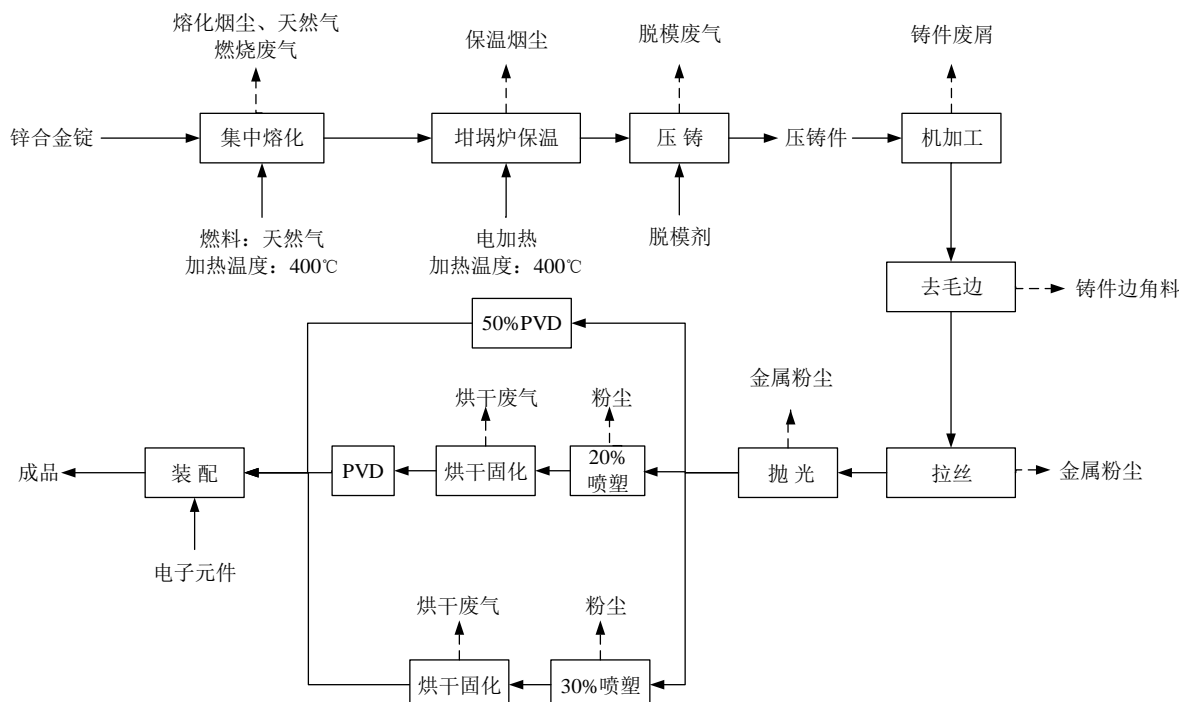 熔化烟尘、天然气
燃烧废气
保温烟尘
脱模废气
铸件废屑
锌合金锭
集中熔化
坩埚炉保温
压 铸
压铸件
机加工
燃料：天然气
加热温度：400℃
电加热
加热温度：400℃
脱模剂
去毛边
铸件边角料
50%PVD
金属粉尘
烘干废气
粉尘
成品
装 配
PVD
烘干固化
20%
喷塑
抛 光
拉丝
金属粉尘
电子元件
烘干废气
粉尘
烘干固化
30%喷塑